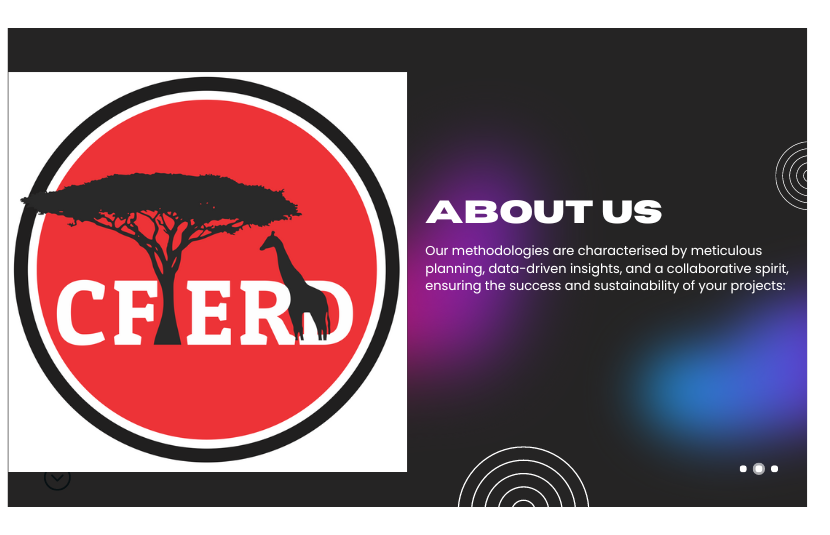 CFIERD
ABOUT US
Our methodologies are characterised by meticulous
planning, data-driven insights, and a collaborative spirit,
ensuring the success and sustainability of your projects: